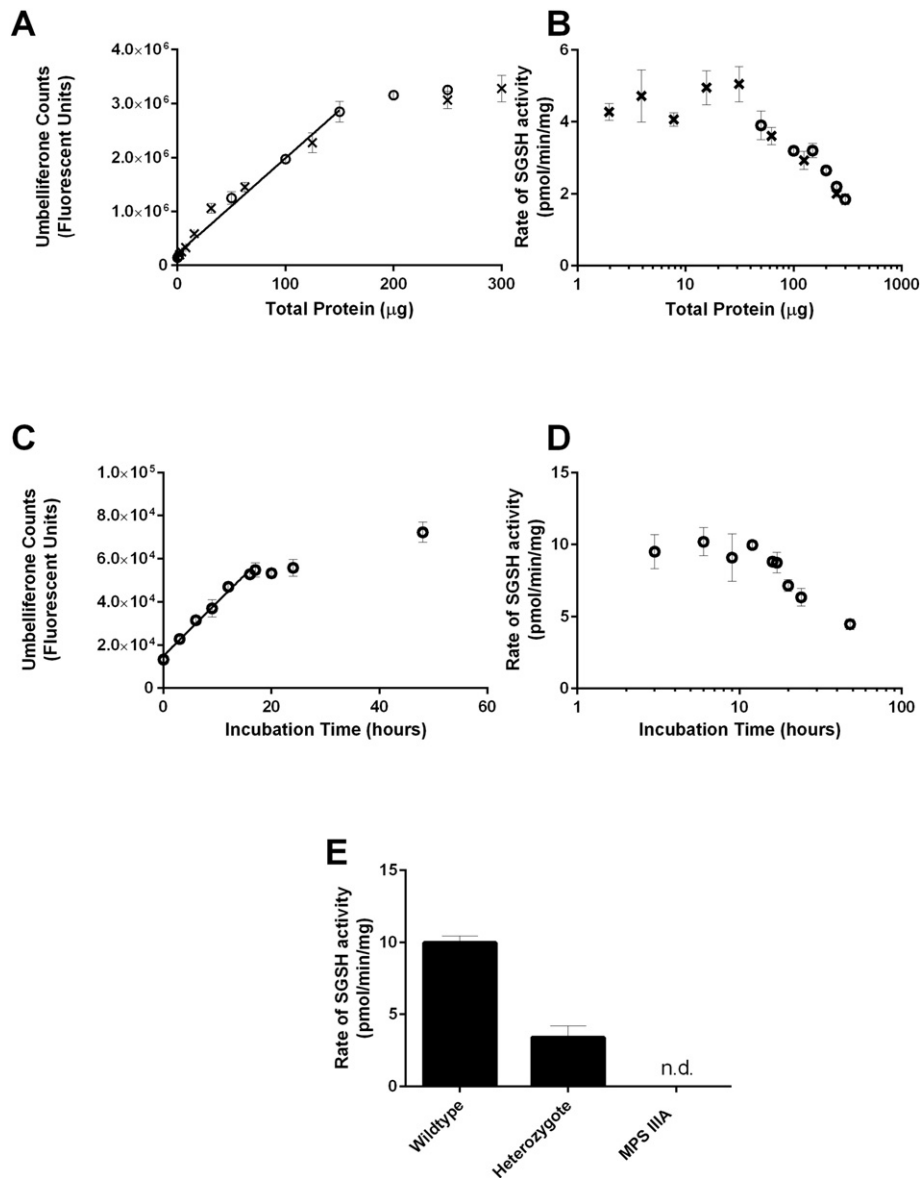 A
Umbelliferone Counts
(Fluorescent Units)
4.0×10⁶
3.0×10⁶
2.0×10⁶
1.0×10⁶
0
0 100 200 300
Total Protein (μg)
B
Rate of SGSH activity
(pmol/min/mg)
6
4
2
0
1 10 100 1000
Total Protein (μg)
C
Umbelliferone Counts
(Fluorescent Units)
1.0×10⁵
8.0×10⁴
6.0×10⁴
4.0×10⁴
2.0×10⁴
0
0 20 40 60
Incubation Time (hours)
D
Rate of SGSH activity
(pmol/min/mg)
15
10
5
0
1 10 100
Incubation Time (hours)
E
Rate of SGSH activity
(pmol/min/mg)
15
10
5
0
n.d.
Wildtype
Heterozygote
MPS IIIA